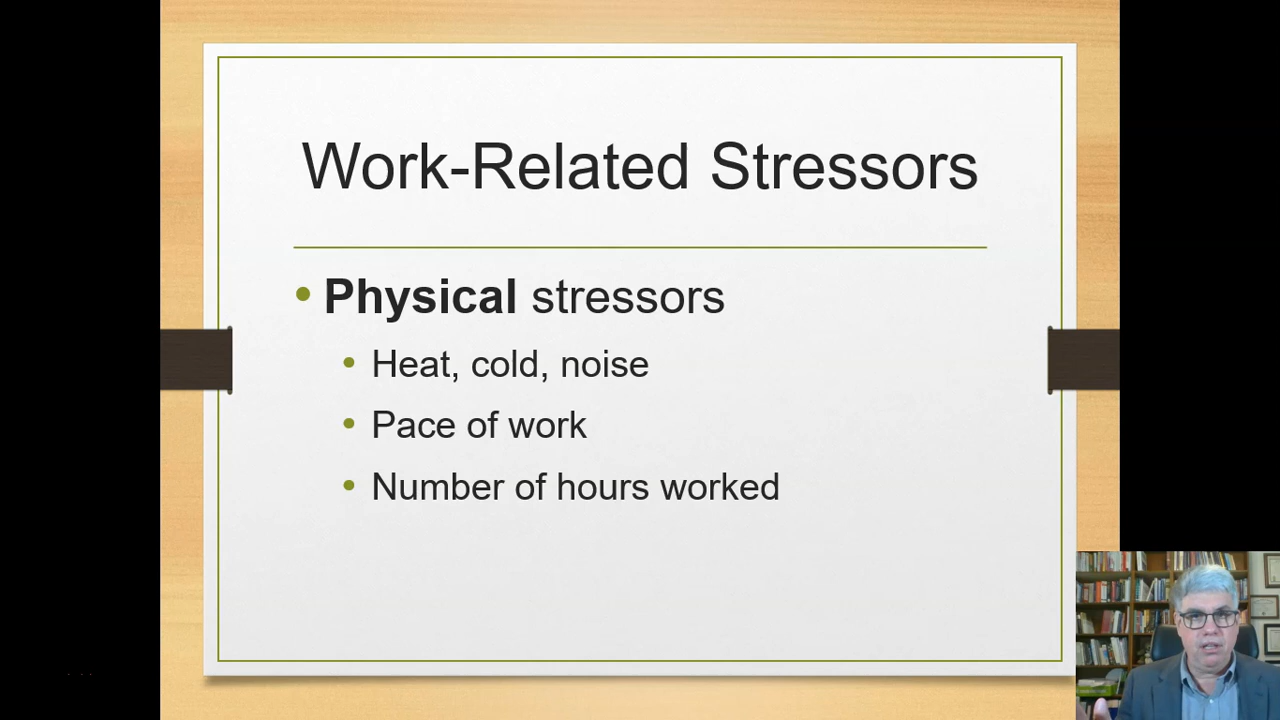 Work-Related Stressors
• Physical stressors
• Heat, cold, noise
• Pace of work
• Number of hours worked